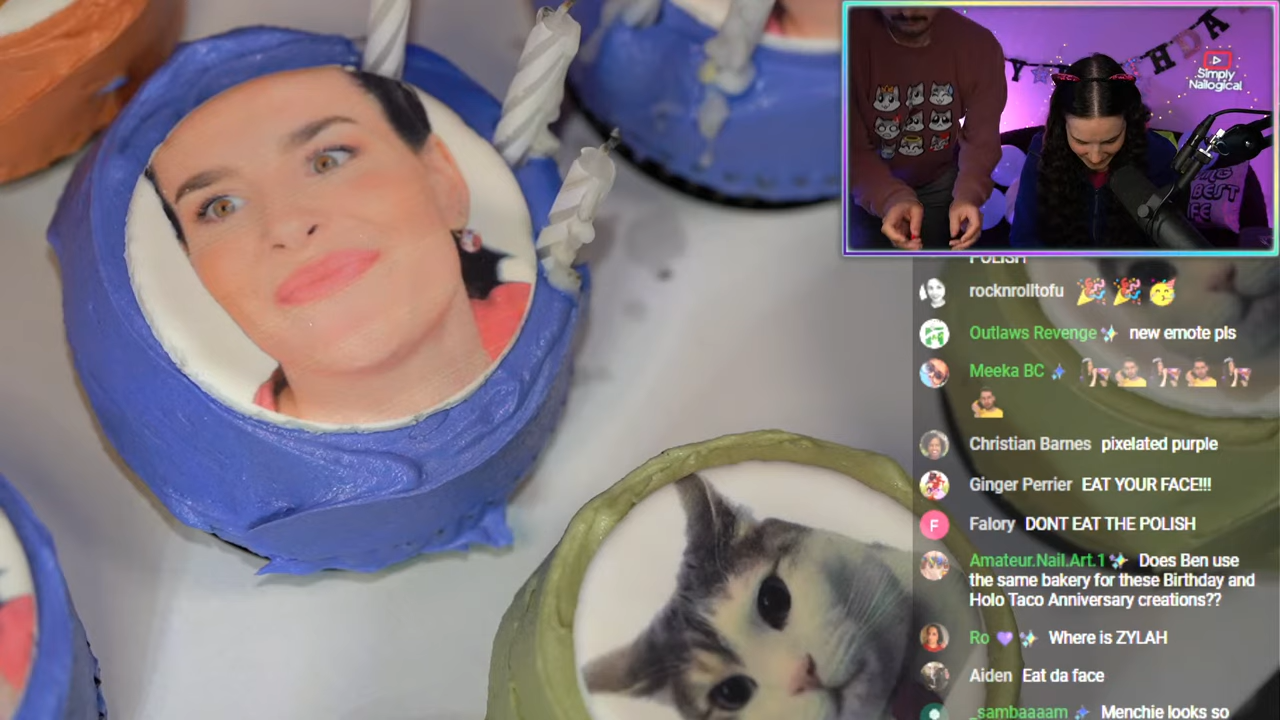 HDA
Simply
Nailogical
BEST
POLISH
rocknrolltofu 🎉 🎉 🥳
Outlaws Revenge new emote pls
Meeka BC
Christian Barnes pixelated purple
Ginger Perrier EAT YOUR FACE!!!
F Falory DONT EAT THE POLISH
Amateur.Nail.Art.1 Does Ben use
the same bakery for these Birthday and
Holo Taco Anniversary creations??
Ro 💜 Where is ZYLAH
Aiden Eat da face
_sambaaaam Menchie looks so